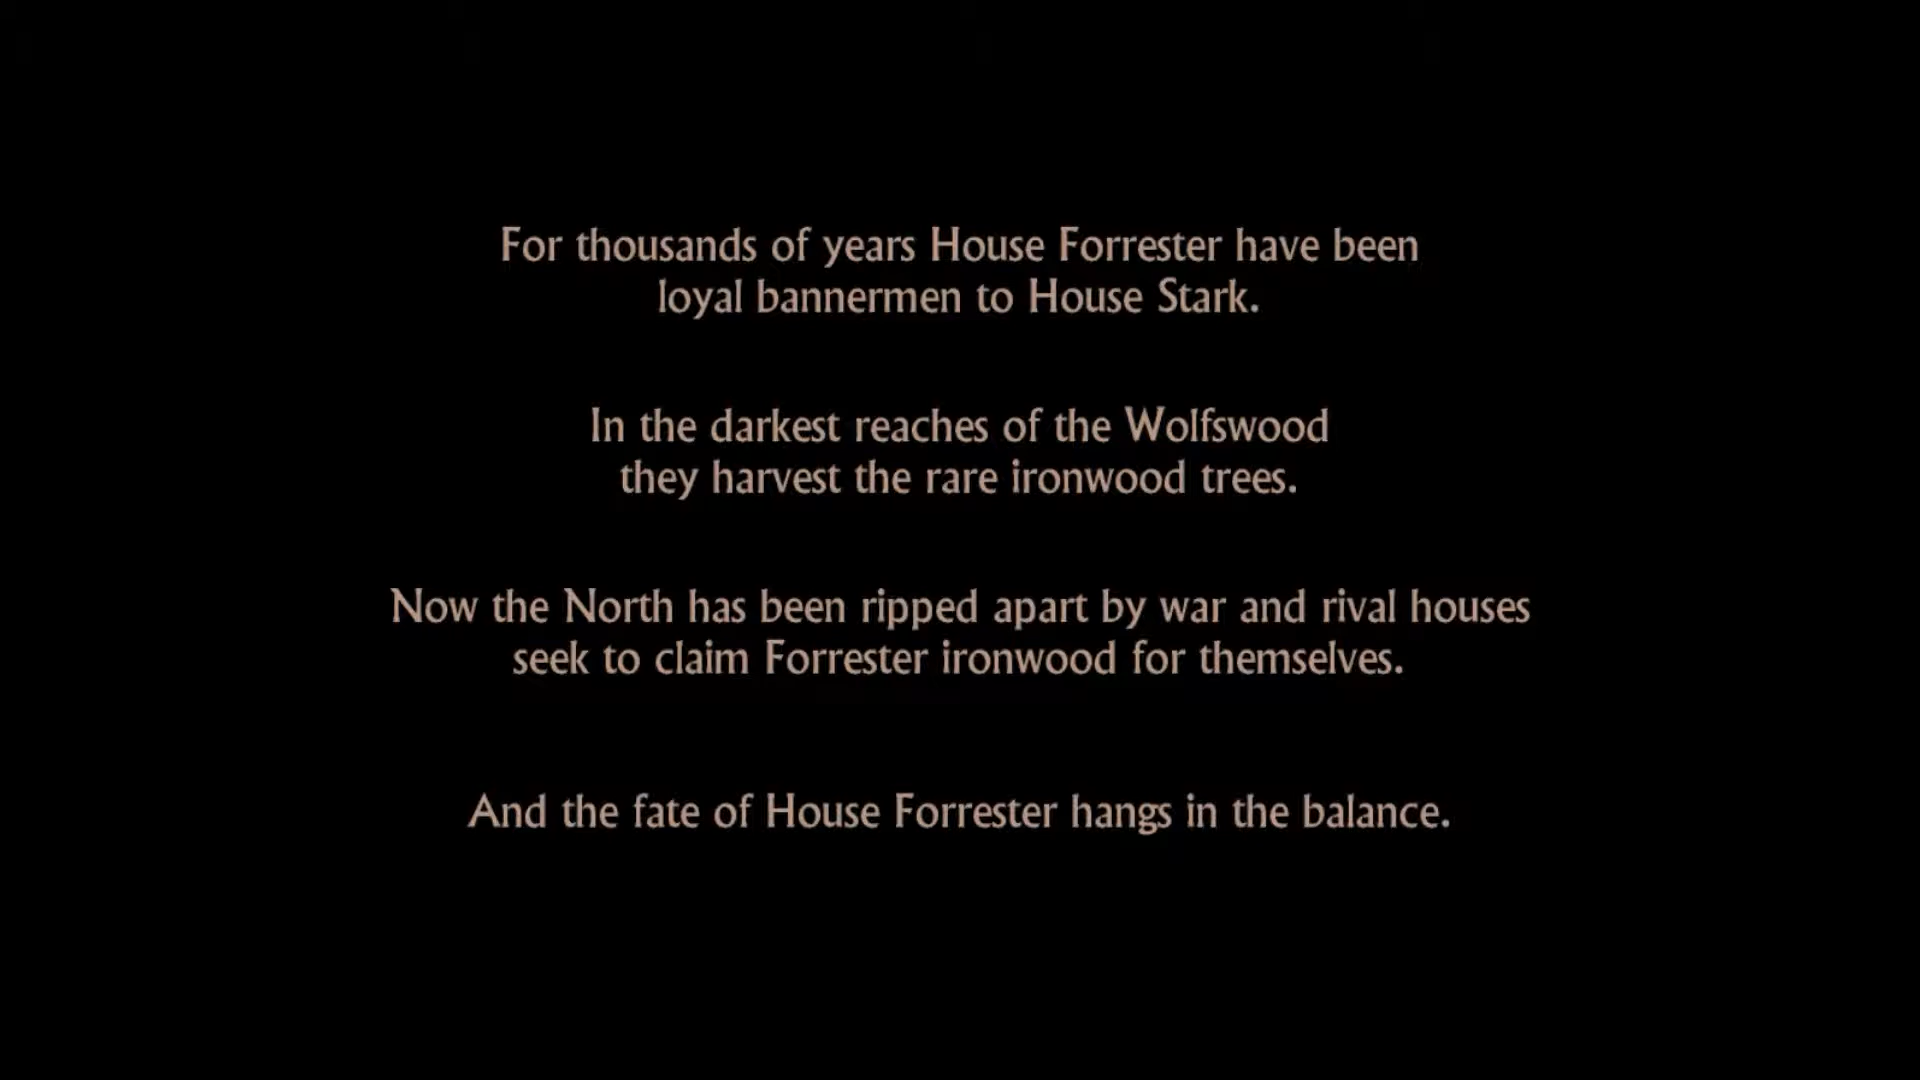 For thousands of years House Forrester have been
loyal bannermen to House Stark.
In the darkest reaches of the Wolfswood
they harvest the rare ironwood trees.
Now the North has been ripped apart by war and rival houses
seek to claim Forrester ironwood for themselves.
And the fate of House Forrester hangs in the balance.